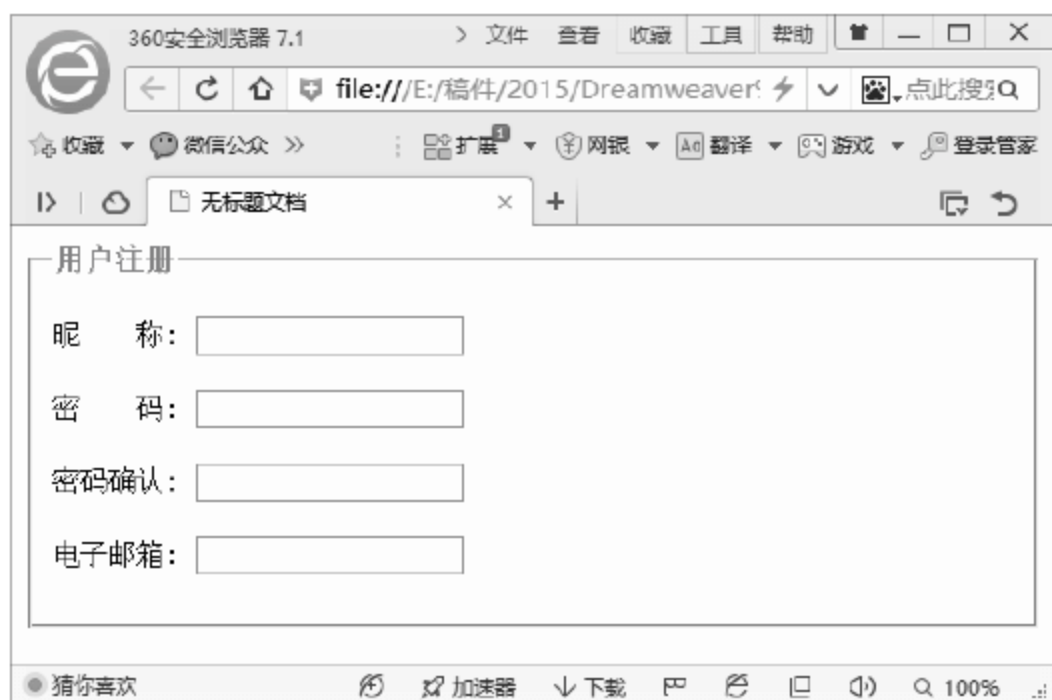 360安全浏览器 7.1 > 文件 查看 收藏 工具 帮助
file:///E:/稿件/2015/Dreamweaver 点此搜
收藏 微信公众 >> 扩展 1 网银 翻译 游戏 登录管家
无标题文档
用户注册
昵 称:
密 码:
密码确认:
电子邮箱:
猜你喜欢 加速器 下载 100%